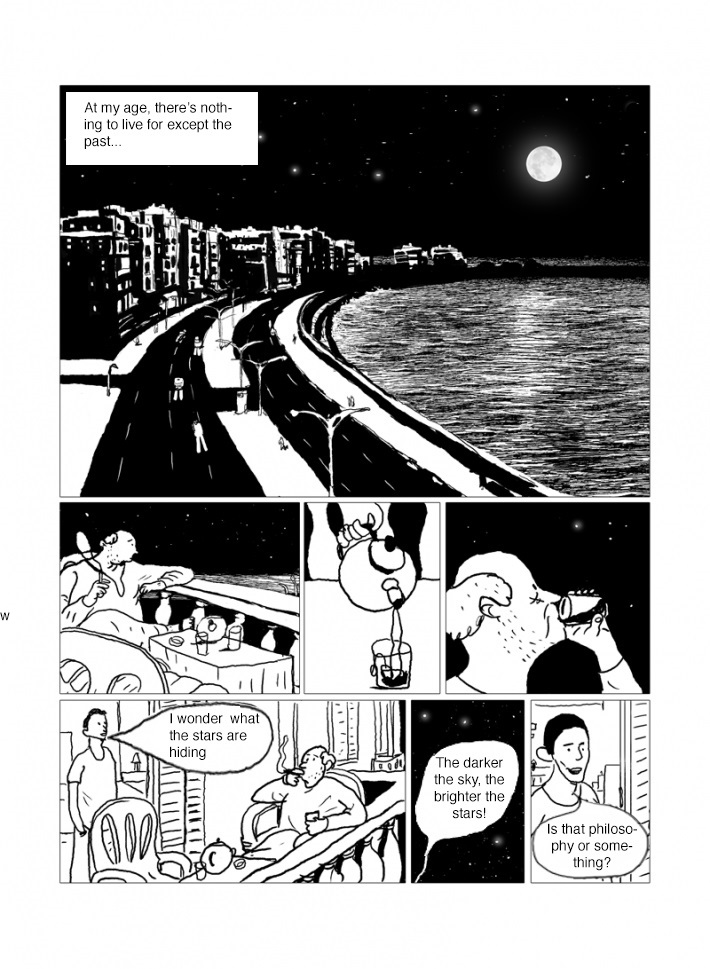 At my age, there's noth-
ing to live for except the
past...
w
I wonder what
the stars are
hiding
The darker
the sky, the
brighter the
stars!
Is that philoso-
phy or some-
thing?